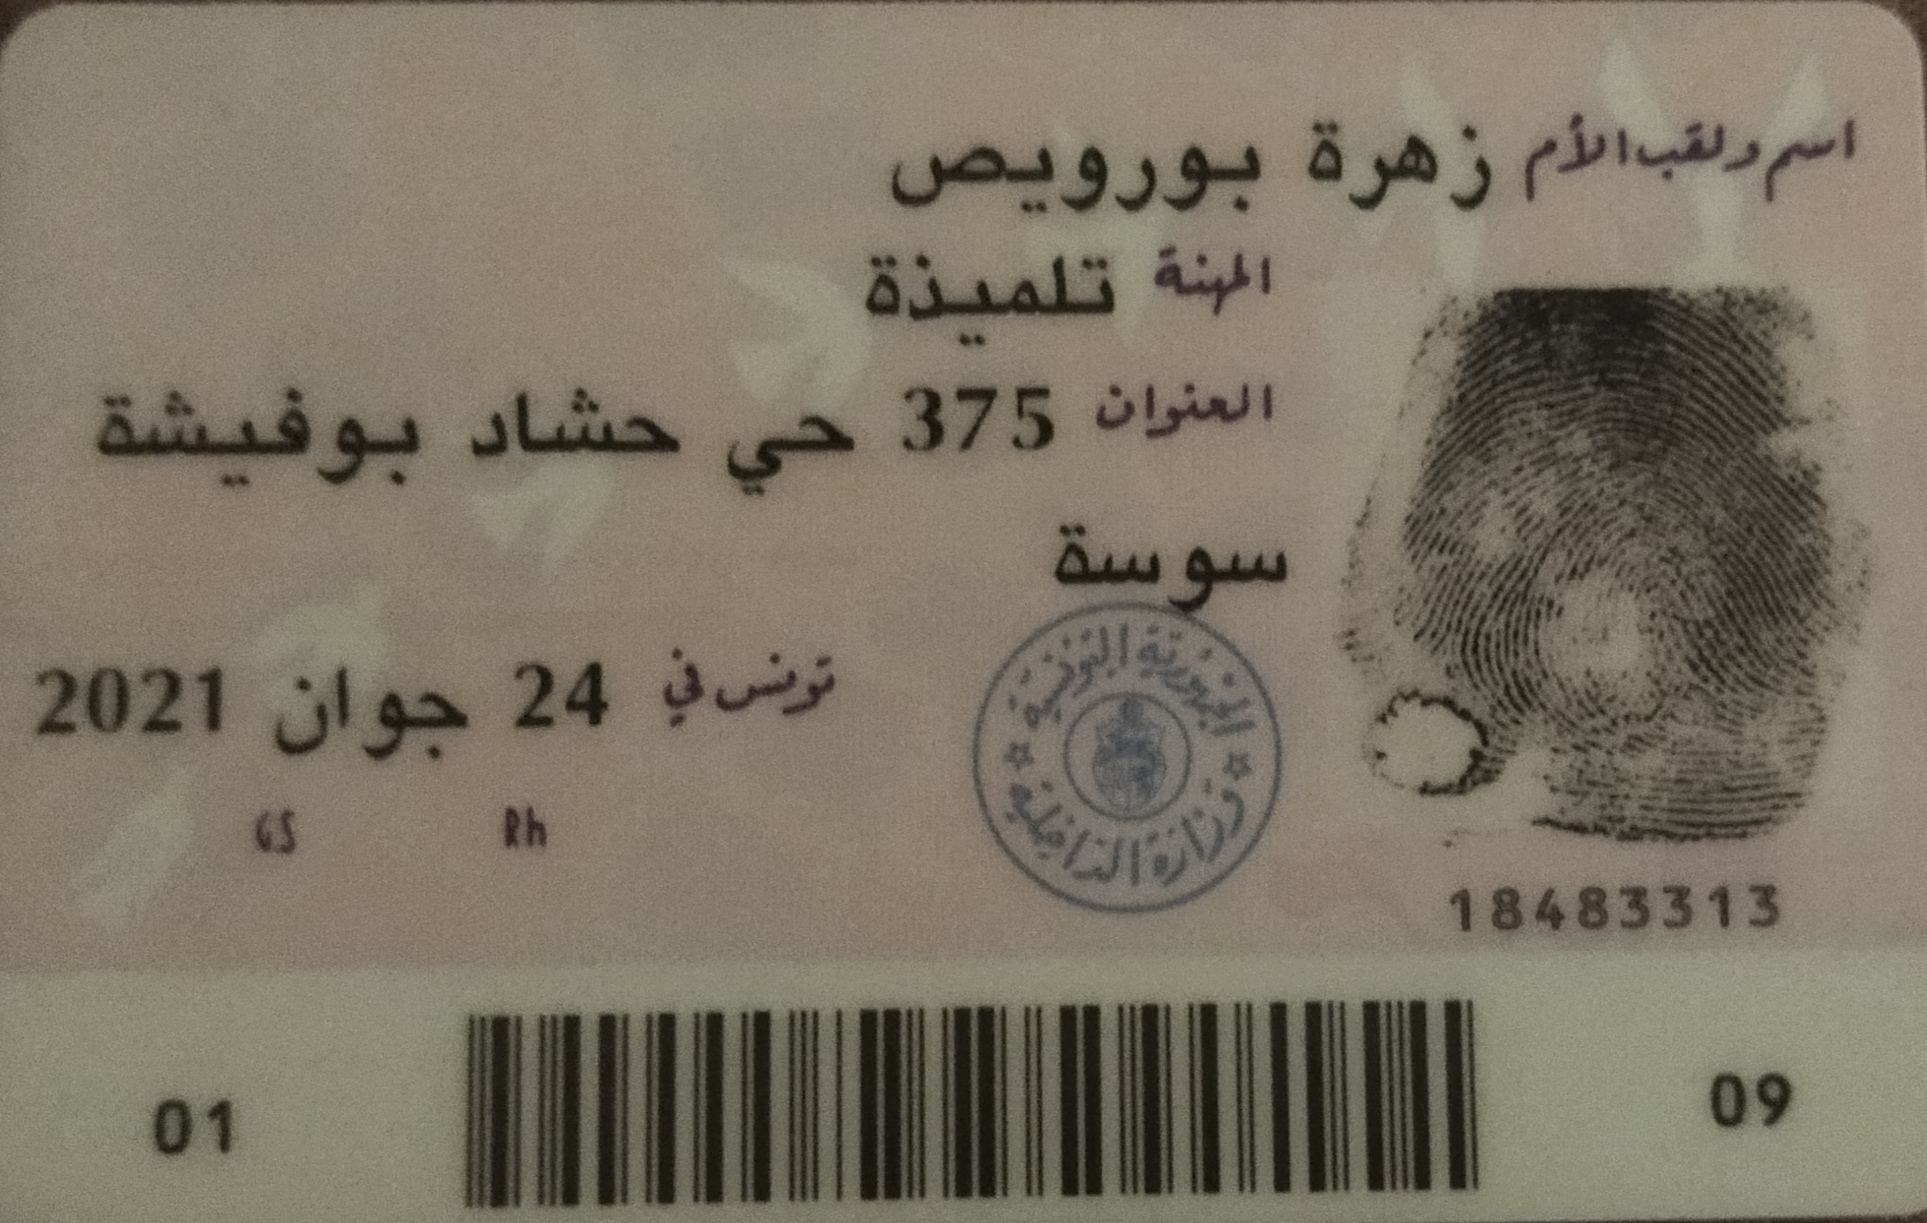 اسم ولقب الأم زهرة بورويص
المهنة تلميذة
العنوان 375 حي حشاد بوفيشة
سوسة
تونس في 24 جوان 2021
الجمهورية التونسية
وزارة الداخلية
Rh GS
18483313
01 09